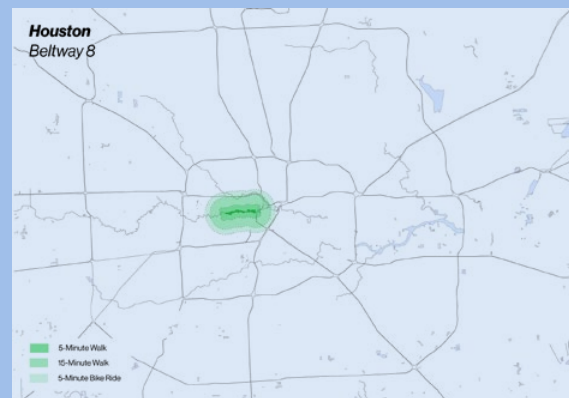 Houston
Beltway 8
5-Minute Walk
15-Minute Walk
5-Minute Bike Ride